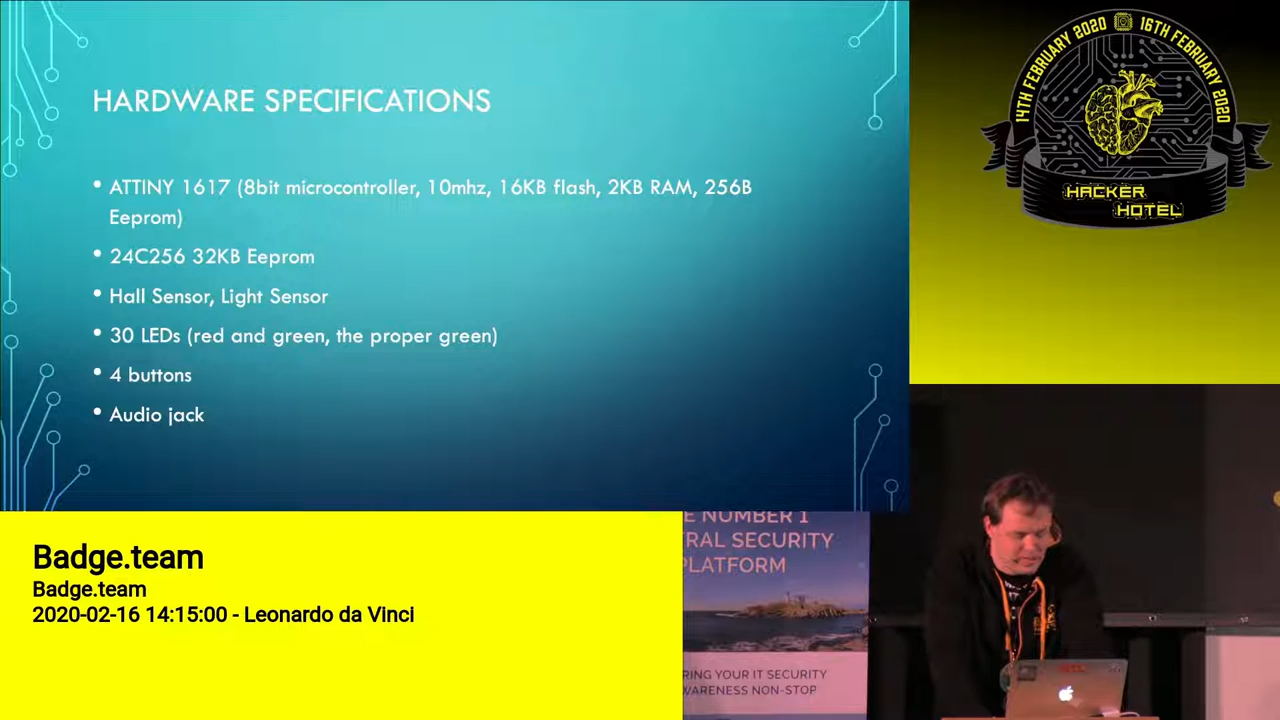 HARDWARE SPECIFICATIONS
• ATTINY 1617 (8bit microcontroller, 10mhz, 16KB flash, 2KB RAM, 256B
Eeprom)
• 24C256 32KB Eeprom
• Hall Sensor, Light Sensor
• 30 LEDs (red and green, the proper green)
• 4 buttons
• Audio jack
14TH FEBRUARY 2020 16TH FEBRUARY 2020
HACKER
HOTEL
Badge.team
Badge.team
2020-02-16 14:15:00 - Leonardo da Vinci
E NUMBER 1
RAL SECURITY
PLATFORM
RING YOUR IT SECURITY
WARENESS NON-STOP